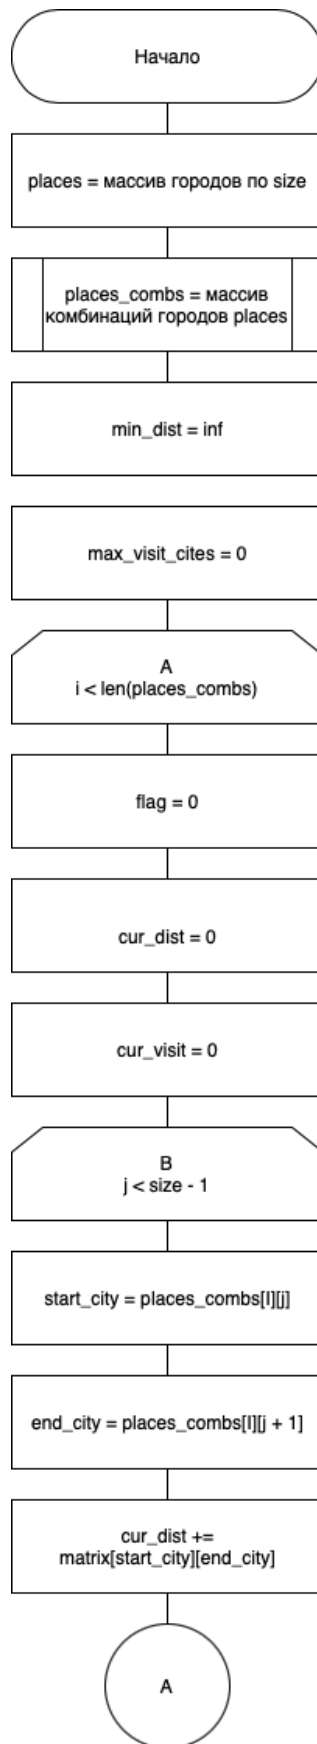 Начало
places = массив городов по size
places_combs = массив
комбинаций городов places
min_dist = inf
max_visit_cites = 0
A
i < len(places_combs)
flag = 0
cur_dist = 0
cur_visit = 0
B
j < size - 1
start_city = places_combs[I][j]
end_city = places_combs[I][j + 1]
cur_dist +=
matrix[start_city][end_city]
A